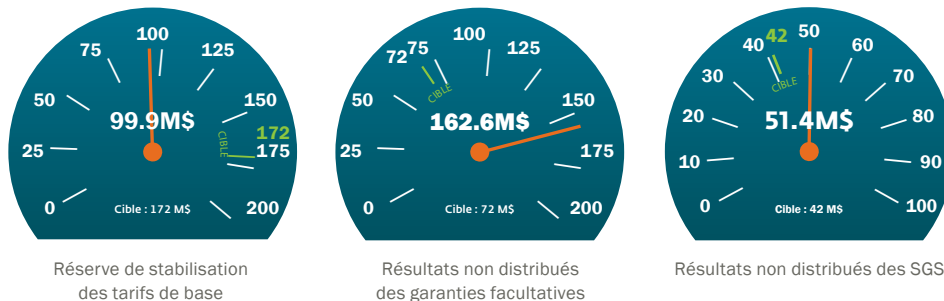 0
25
50
75
100
125
150
172
175
200
CIBLE
99.9M$
Cible : 172 M$
Réserve de stabilisation
des tarifs de base
0
25
50
72
75
100
125
150
175
200
CIBLE
162.6M$
Cible : 72 M$
Résultats non distribués
des garanties facultatives
0
10
20
30
40
42
50
60
70
80
90
100
CIBLE
51.4M$
Cible : 42 M$
Résultats non distribués des SGS